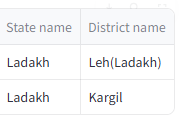 State name District name
Ladakh Leh(Ladakh)
Ladakh Kargil